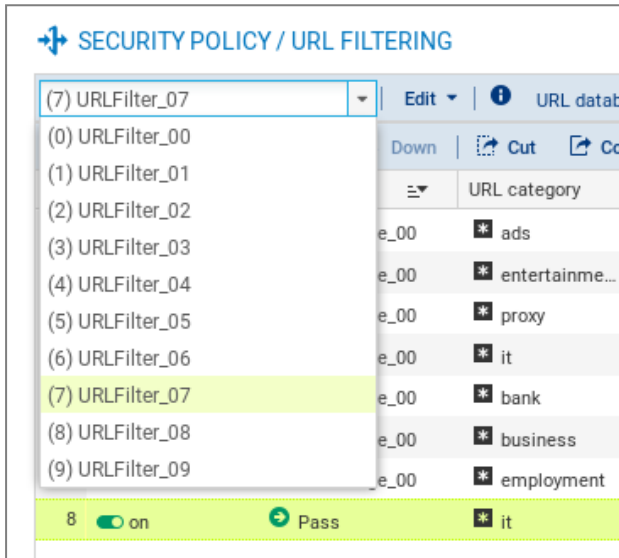 SECURITY POLICY / URL FILTERING
(7) URLFilter_07 Edit URL datab
(0) URLFilter_00 Down Cut Co
(1) URLFilter_01 URL category
(2) URLFilter_02 e_00 ads
(3) URLFilter_03 e_00 entertainme...
(4) URLFilter_04 e_00 proxy
(5) URLFilter_05
(6) URLFilter_06 e_00 it
(7) URLFilter_07 e_00 bank
(8) URLFilter_08 e_00 business
(9) URLFilter_09 e_00 employment
8 on Pass it